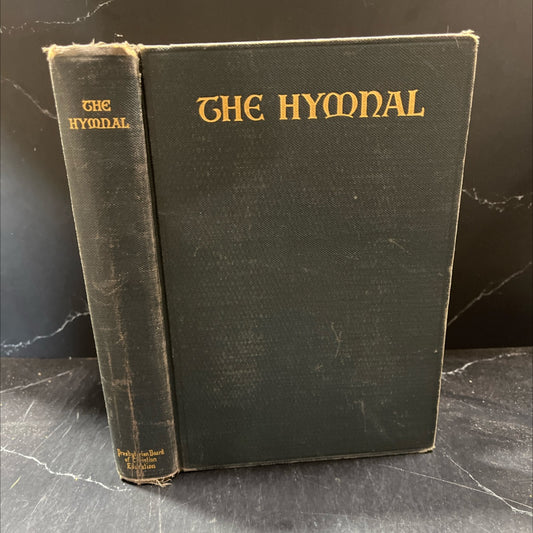 THE
HYMNAL
Presbyterian Board
of Christian
Education
THE HYMNAL